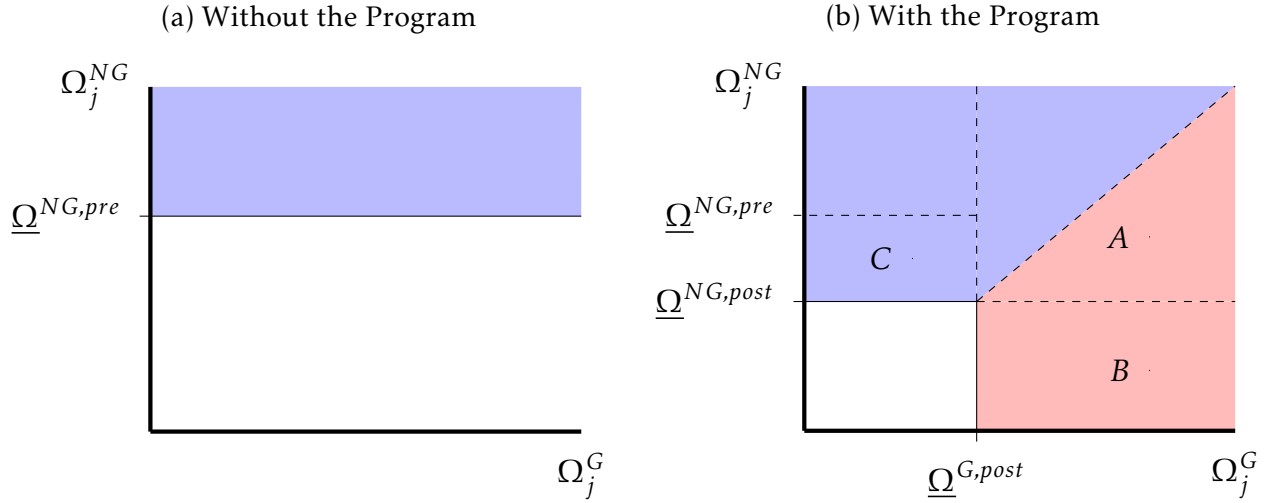 (a) Without the Program
Ω_j^{NG}
Ω̲^{NG,pre}
Ω_j^G
(b) With the Program
Ω_j^{NG}
Ω̲^{NG,pre}
Ω̲^{NG,post}
A
C
B
Ω̲^{G,post}
Ω_j^G